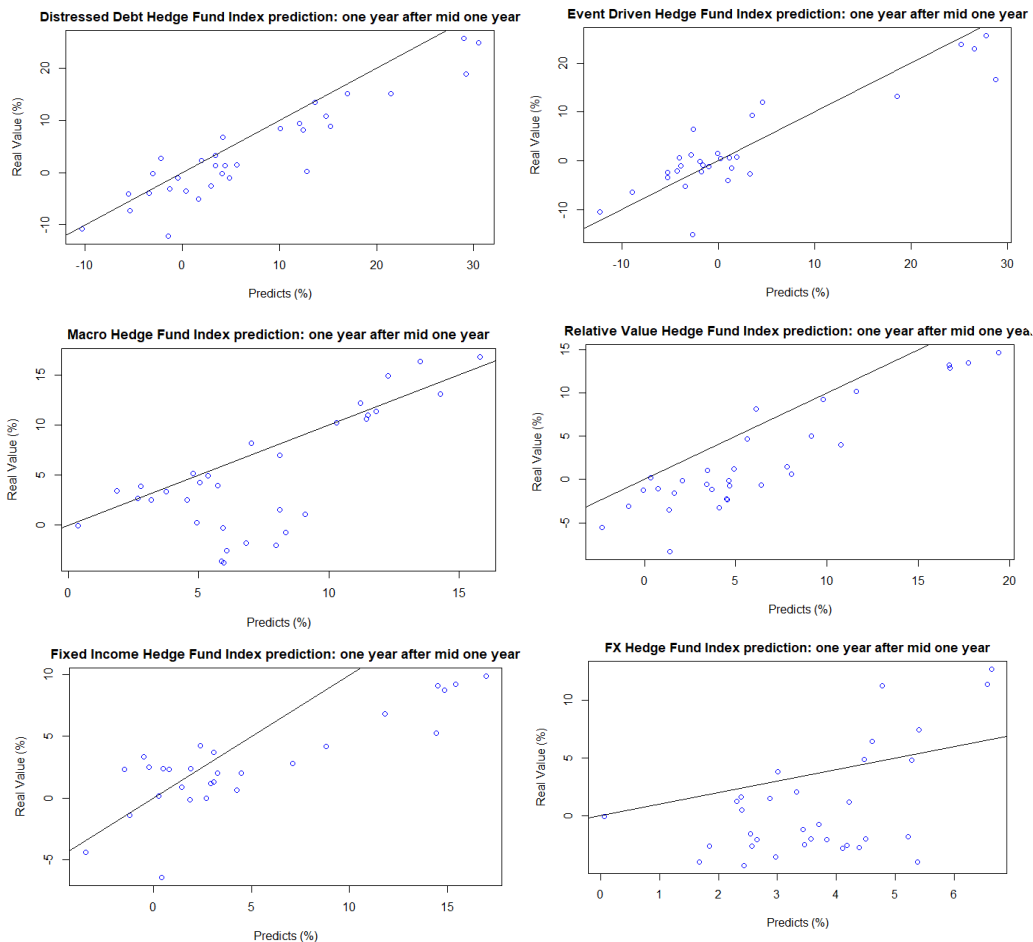 Distressed Debt Hedge Fund Index prediction: one year after mid one year
20
10
0
-10
Real Value (%)
-10 0 10 20 30
Predicts (%)
Event Driven Hedge Fund Index prediction: one year after mid one year
20
10
0
-10
Real Value (%)
-10 0 10 20 30
Predicts (%)
Macro Hedge Fund Index prediction: one year after mid one year
15
10
5
0
Real Value (%)
0 5 10 15
Predicts (%)
Relative Value Hedge Fund Index prediction: one year after mid one yea.
15
10
5
0
-5
Real Value (%)
0 5 10 15 20
Predicts (%)
Fixed Income Hedge Fund Index prediction: one year after mid one year
10
5
0
-5
Real Value (%)
0 5 10 15
Predicts (%)
FX Hedge Fund Index prediction: one year after mid one year
10
5
0
Real Value (%)
0 1 2 3 4 5 6
Predicts (%)